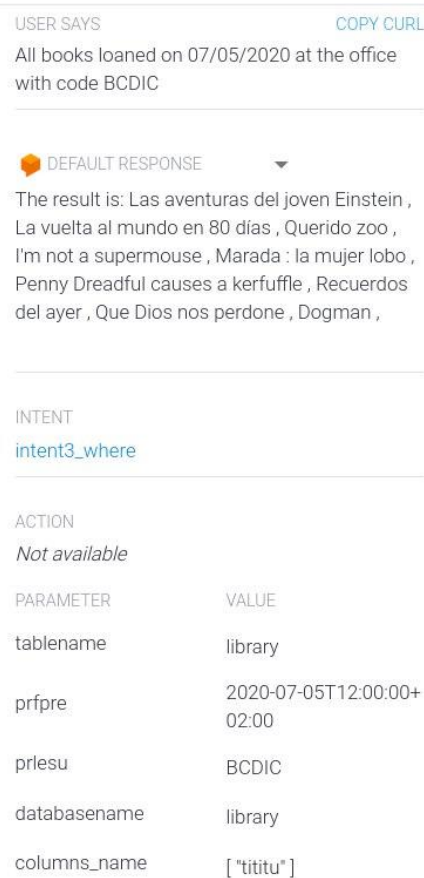 USER SAYS COPY CURL
All books loaned on 07/05/2020 at the office
with code BCDIC
DEFAULT RESPONSE
The result is: Las aventuras del joven Einstein ,
La vuelta al mundo en 80 días , Querido zoo ,
I'm not a supermouse , Marada : la mujer lobo ,
Penny Dreadful causes a kerfuffle , Recuerdos
del ayer , Que Dios nos perdone , Dogman ,
INTENT
intent3_where
ACTION
Not available
PARAMETER VALUE
tablename library
prfpre 2020-07-05T12:00:00+
02:00
prlesu BCDIC
databasename library
columns_name [ "tititu" ]